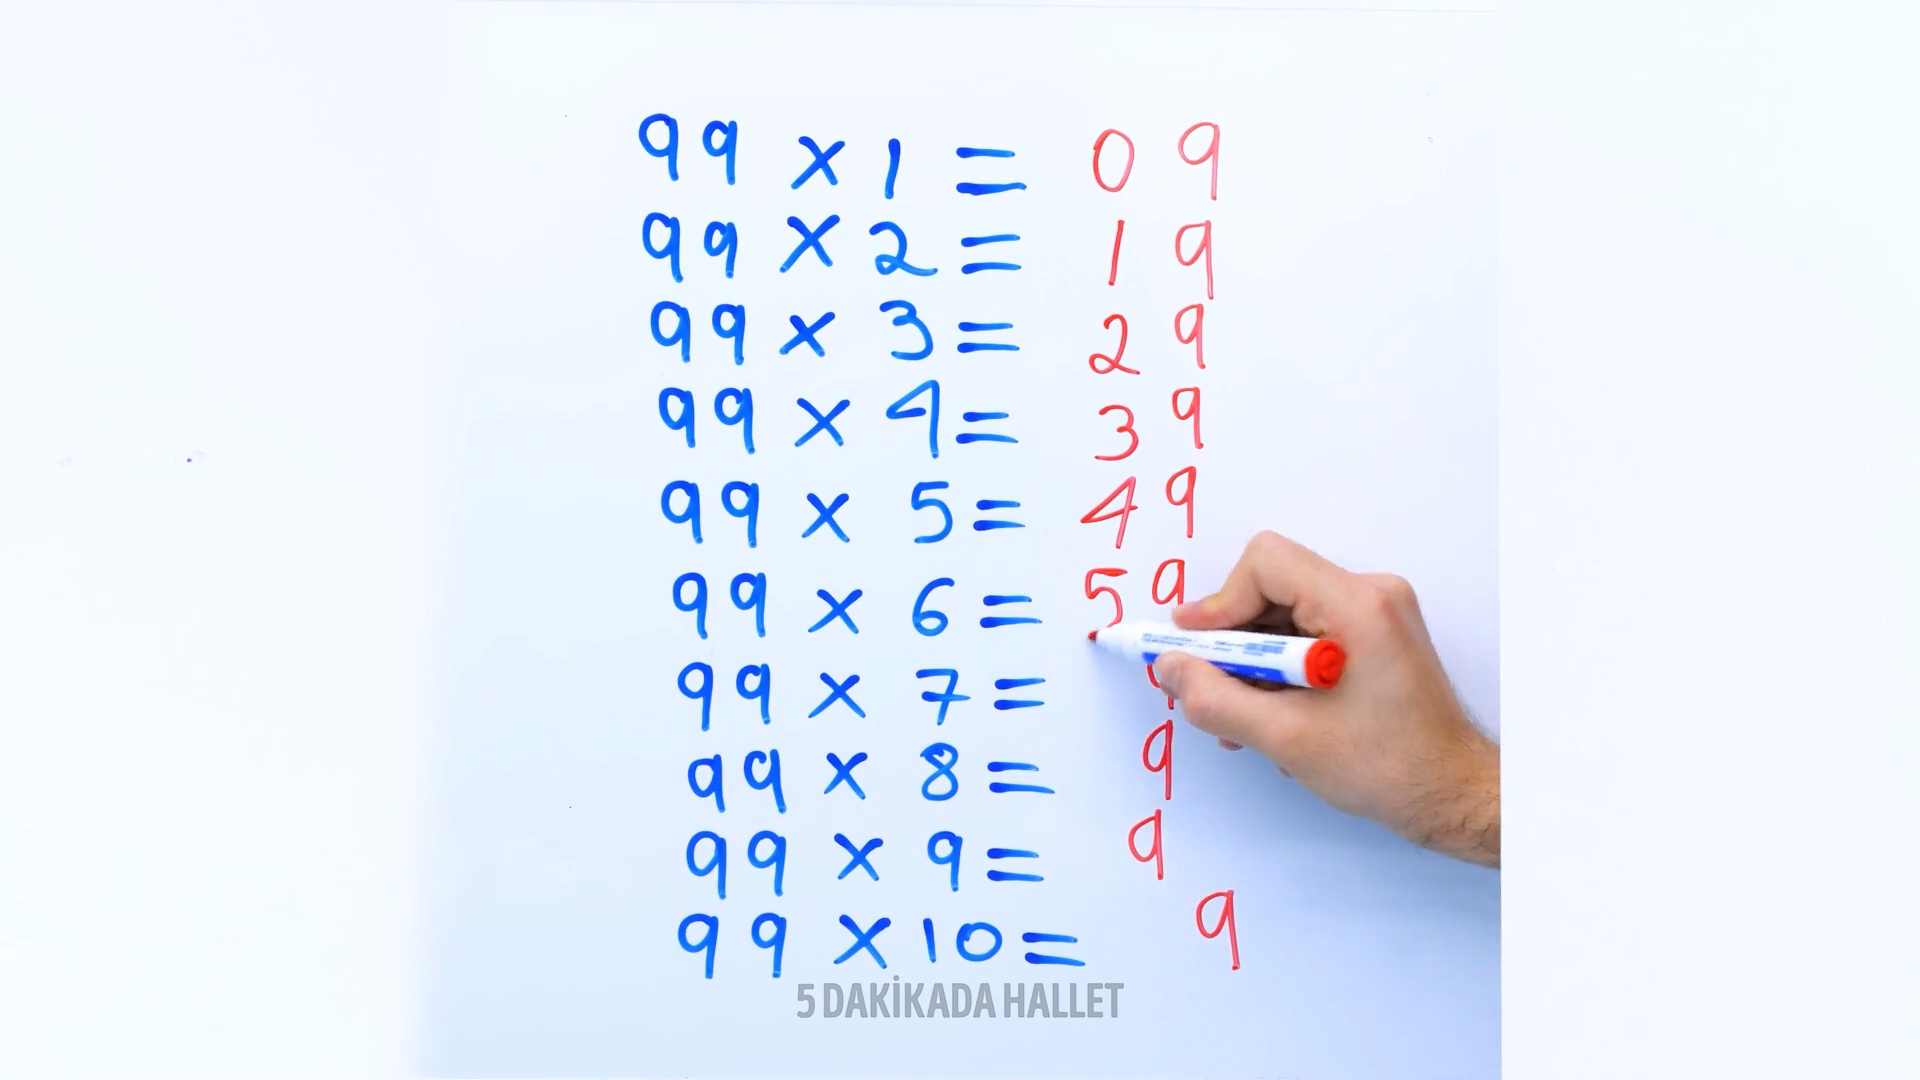 99 × 1 = 09
99 × 2 = 19
99 × 3 = 29
99 × 4 = 39
99 × 5 = 49
99 × 6 = 59
99 × 7 =
99 × 8 = 9
99 × 9 = 9
99 × 10 = 9
5 DAKİKADA HALLET